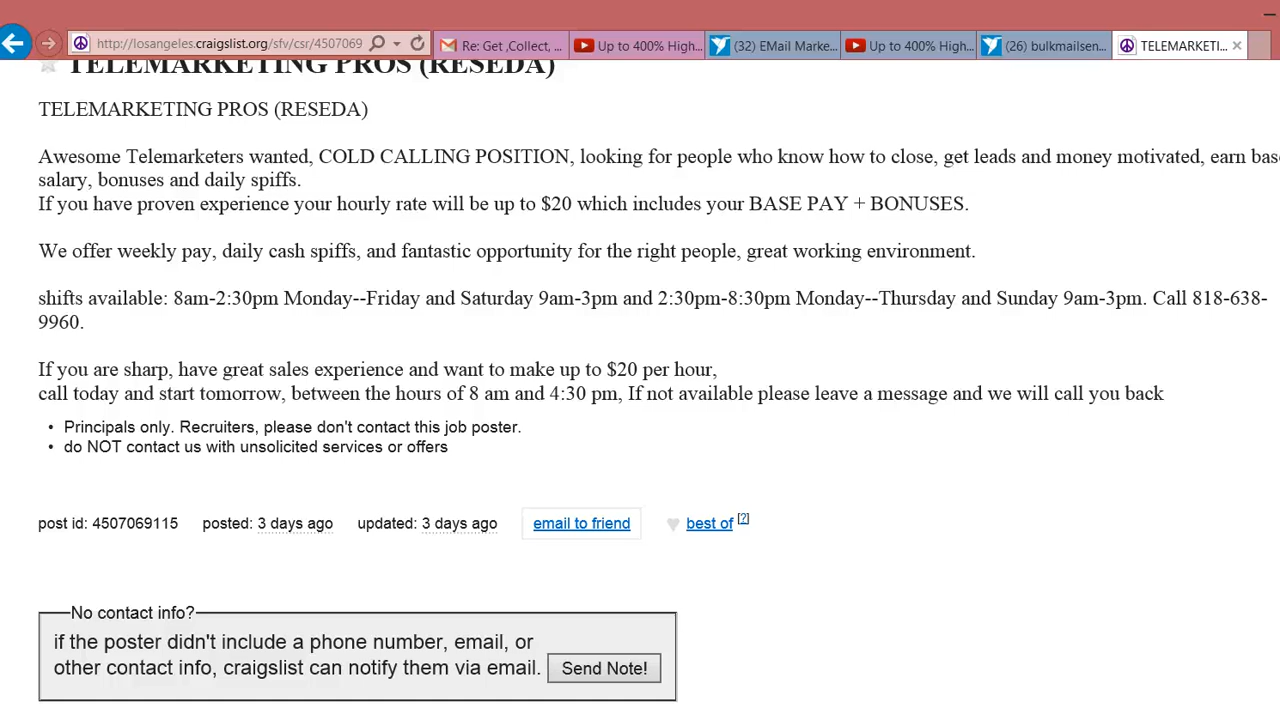 http://losangeles.craigslist.org/sfv/csr/4507069
Re: Get ,Collect, ...
Up to 400% High...
(32) EMail Marke...
Up to 400% High...
(26) bulkmailsen...
TELEMARKETI...
TELEMARKETING PROS (RESEDA)
TELEMARKETING PROS (RESEDA)
Awesome Telemarketers wanted, COLD CALLING POSITION, looking for people who know how to close, get leads and money motivated, earn bas
salary, bonuses and daily spiffs.
If you have proven experience your hourly rate will be up to $20 which includes your BASE PAY + BONUSES.
We offer weekly pay, daily cash spiffs, and fantastic opportunity for the right people, great working environment.
shifts available: 8am-2:30pm Monday--Friday and Saturday 9am-3pm and 2:30pm-8:30pm Monday--Thursday and Sunday 9am-3pm. Call 818-638-
9960.
If you are sharp, have great sales experience and want to make up to $20 per hour,
call today and start tomorrow, between the hours of 8 am and 4:30 pm, If not available please leave a message and we will call you back
• Principals only. Recruiters, please don't contact this job poster.
• do NOT contact us with unsolicited services or offers
post id: 4507069115 posted: 3 days ago updated: 3 days ago email to friend best of [?]
No contact info?
if the poster didn't include a phone number, email, or
other contact info, craigslist can notify them via email. Send Note!